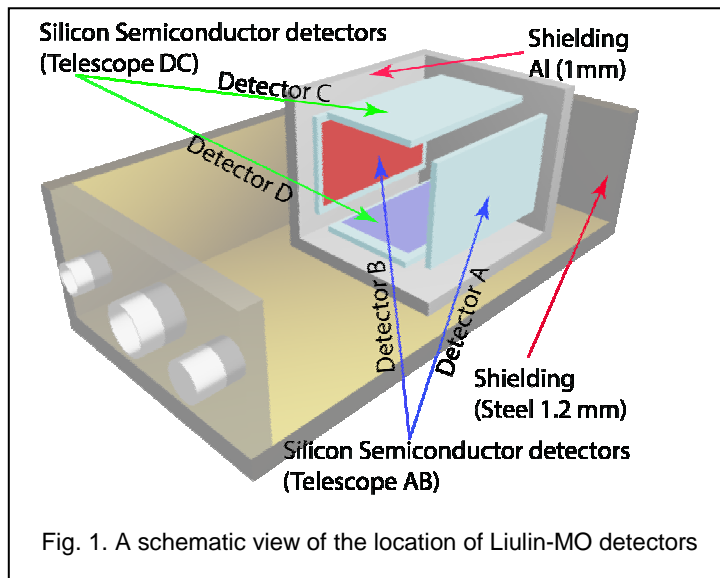 Silicon Semiconductor detectors
(Telescope DC)
Shielding
Al (1mm)
Detector C
Detector D
Detector B
Detector A
Shielding
(Steel 1.2 mm)
Silicon Semiconductor detectors
(Telescope AB)
Fig. 1. A schematic view of the location of Liulin-MO detectors